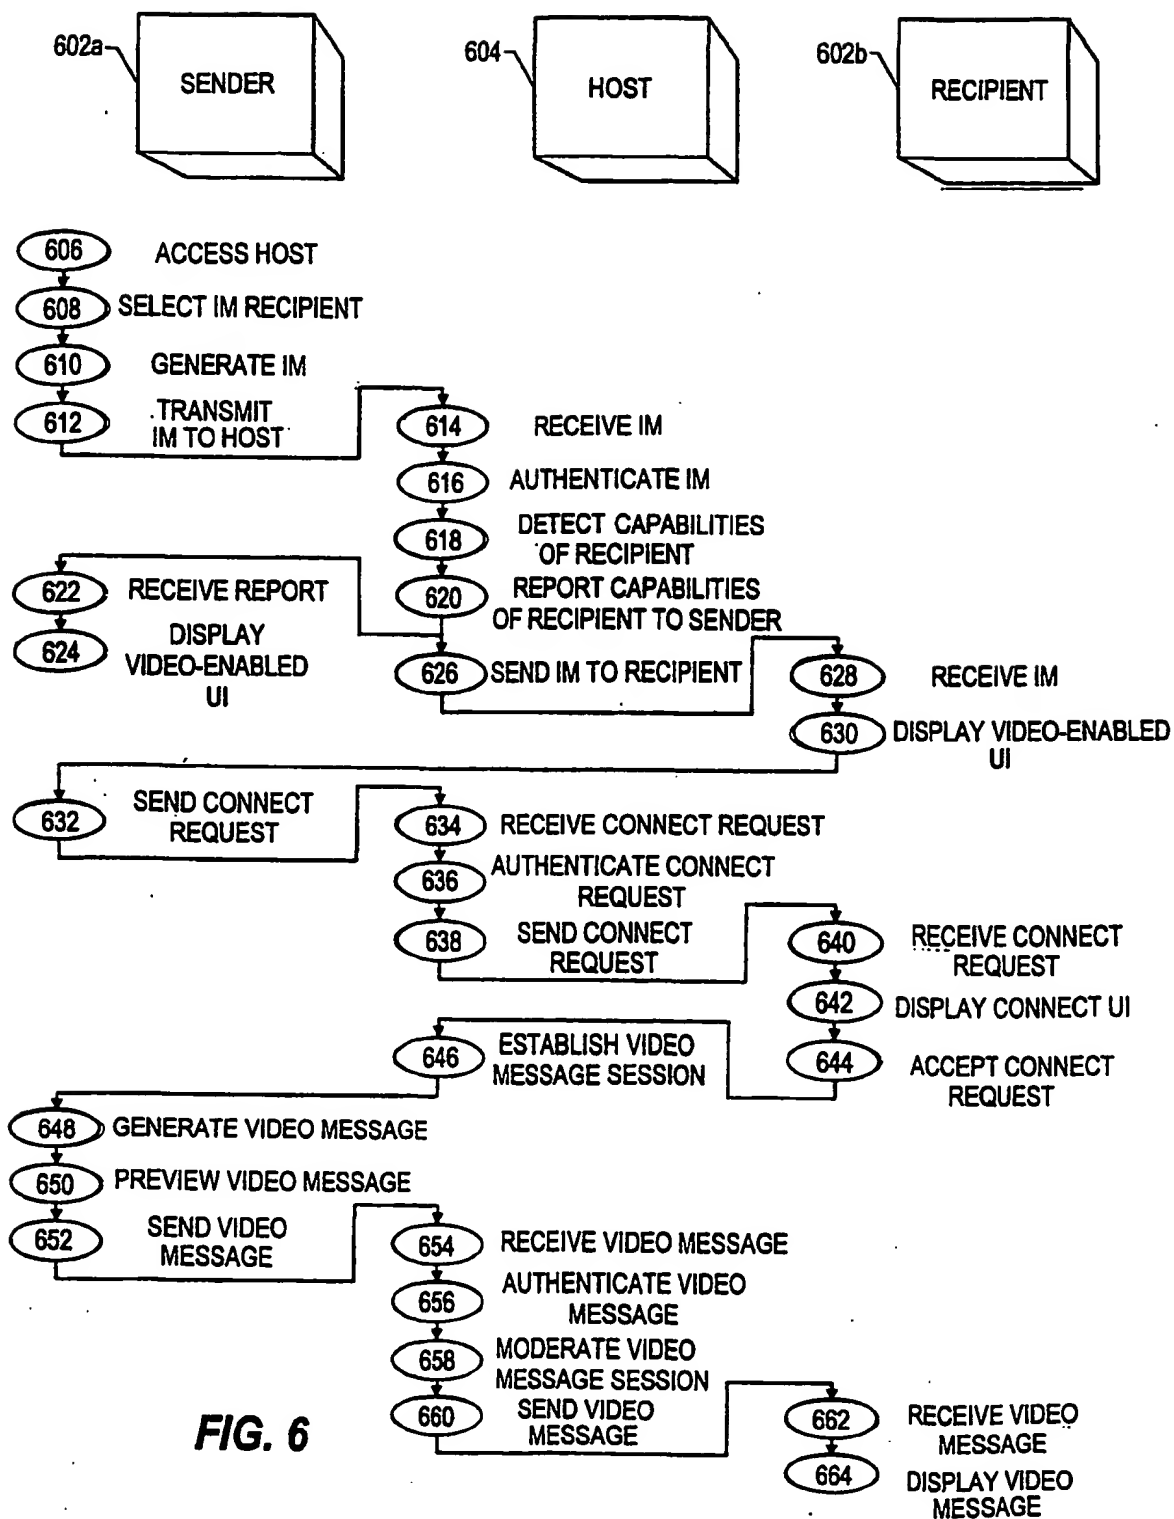 602a
SENDER
604
HOST
602b
RECIPIENT
606
ACCESS HOST
608
SELECT IM RECIPIENT
610
GENERATE IM
612
TRANSMIT
IM TO HOST
614
RECEIVE IM
616
AUTHENTICATE IM
618
DETECT CAPABILITIES
OF RECIPIENT
620
REPORT CAPABILITIES
OF RECIPIENT TO SENDER
622
RECEIVE REPORT
624
DISPLAY
VIDEO-ENABLED
UI
626
SEND IM TO RECIPIENT
628
RECEIVE IM
630
DISPLAY VIDEO-ENABLED
UI
632
SEND CONNECT
REQUEST
634
RECEIVE CONNECT REQUEST
636
AUTHENTICATE CONNECT
REQUEST
638
SEND CONNECT
REQUEST
640
RECEIVE CONNECT
REQUEST
642
DISPLAY CONNECT UI
644
ACCEPT CONNECT
REQUEST
646
ESTABLISH VIDEO
MESSAGE SESSION
648
GENERATE VIDEO MESSAGE
650
PREVIEW VIDEO MESSAGE
652
SEND VIDEO
MESSAGE
654
RECEIVE VIDEO MESSAGE
656
AUTHENTICATE VIDEO
MESSAGE
658
MODERATE VIDEO
MESSAGE SESSION
660
SEND VIDEO
MESSAGE
662
RECEIVE VIDEO
MESSAGE
664
DISPLAY VIDEO
MESSAGE
FIG. 6